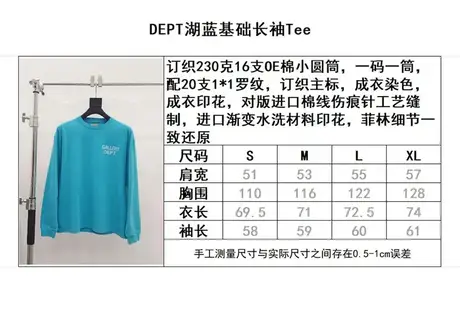 DEPT湖蓝基础长袖Tee
订织230克16支OE棉小圆筒，一码一筒，
配20支1*1罗纹，订织主标，成衣染色，
成衣印花，对版进口棉线伤痕针工艺缝
制，进口渐变水洗材料印花，菲林细节一
致还原
GALLERY
DEPT.
尺码 S M L XL
肩宽 51 53 55 57
胸围 110 116 122 128
衣长 69.5 71 72.5 74
袖长 58 59 60 61
手工测量尺寸与实际尺寸之间存在0.5-1cm误差